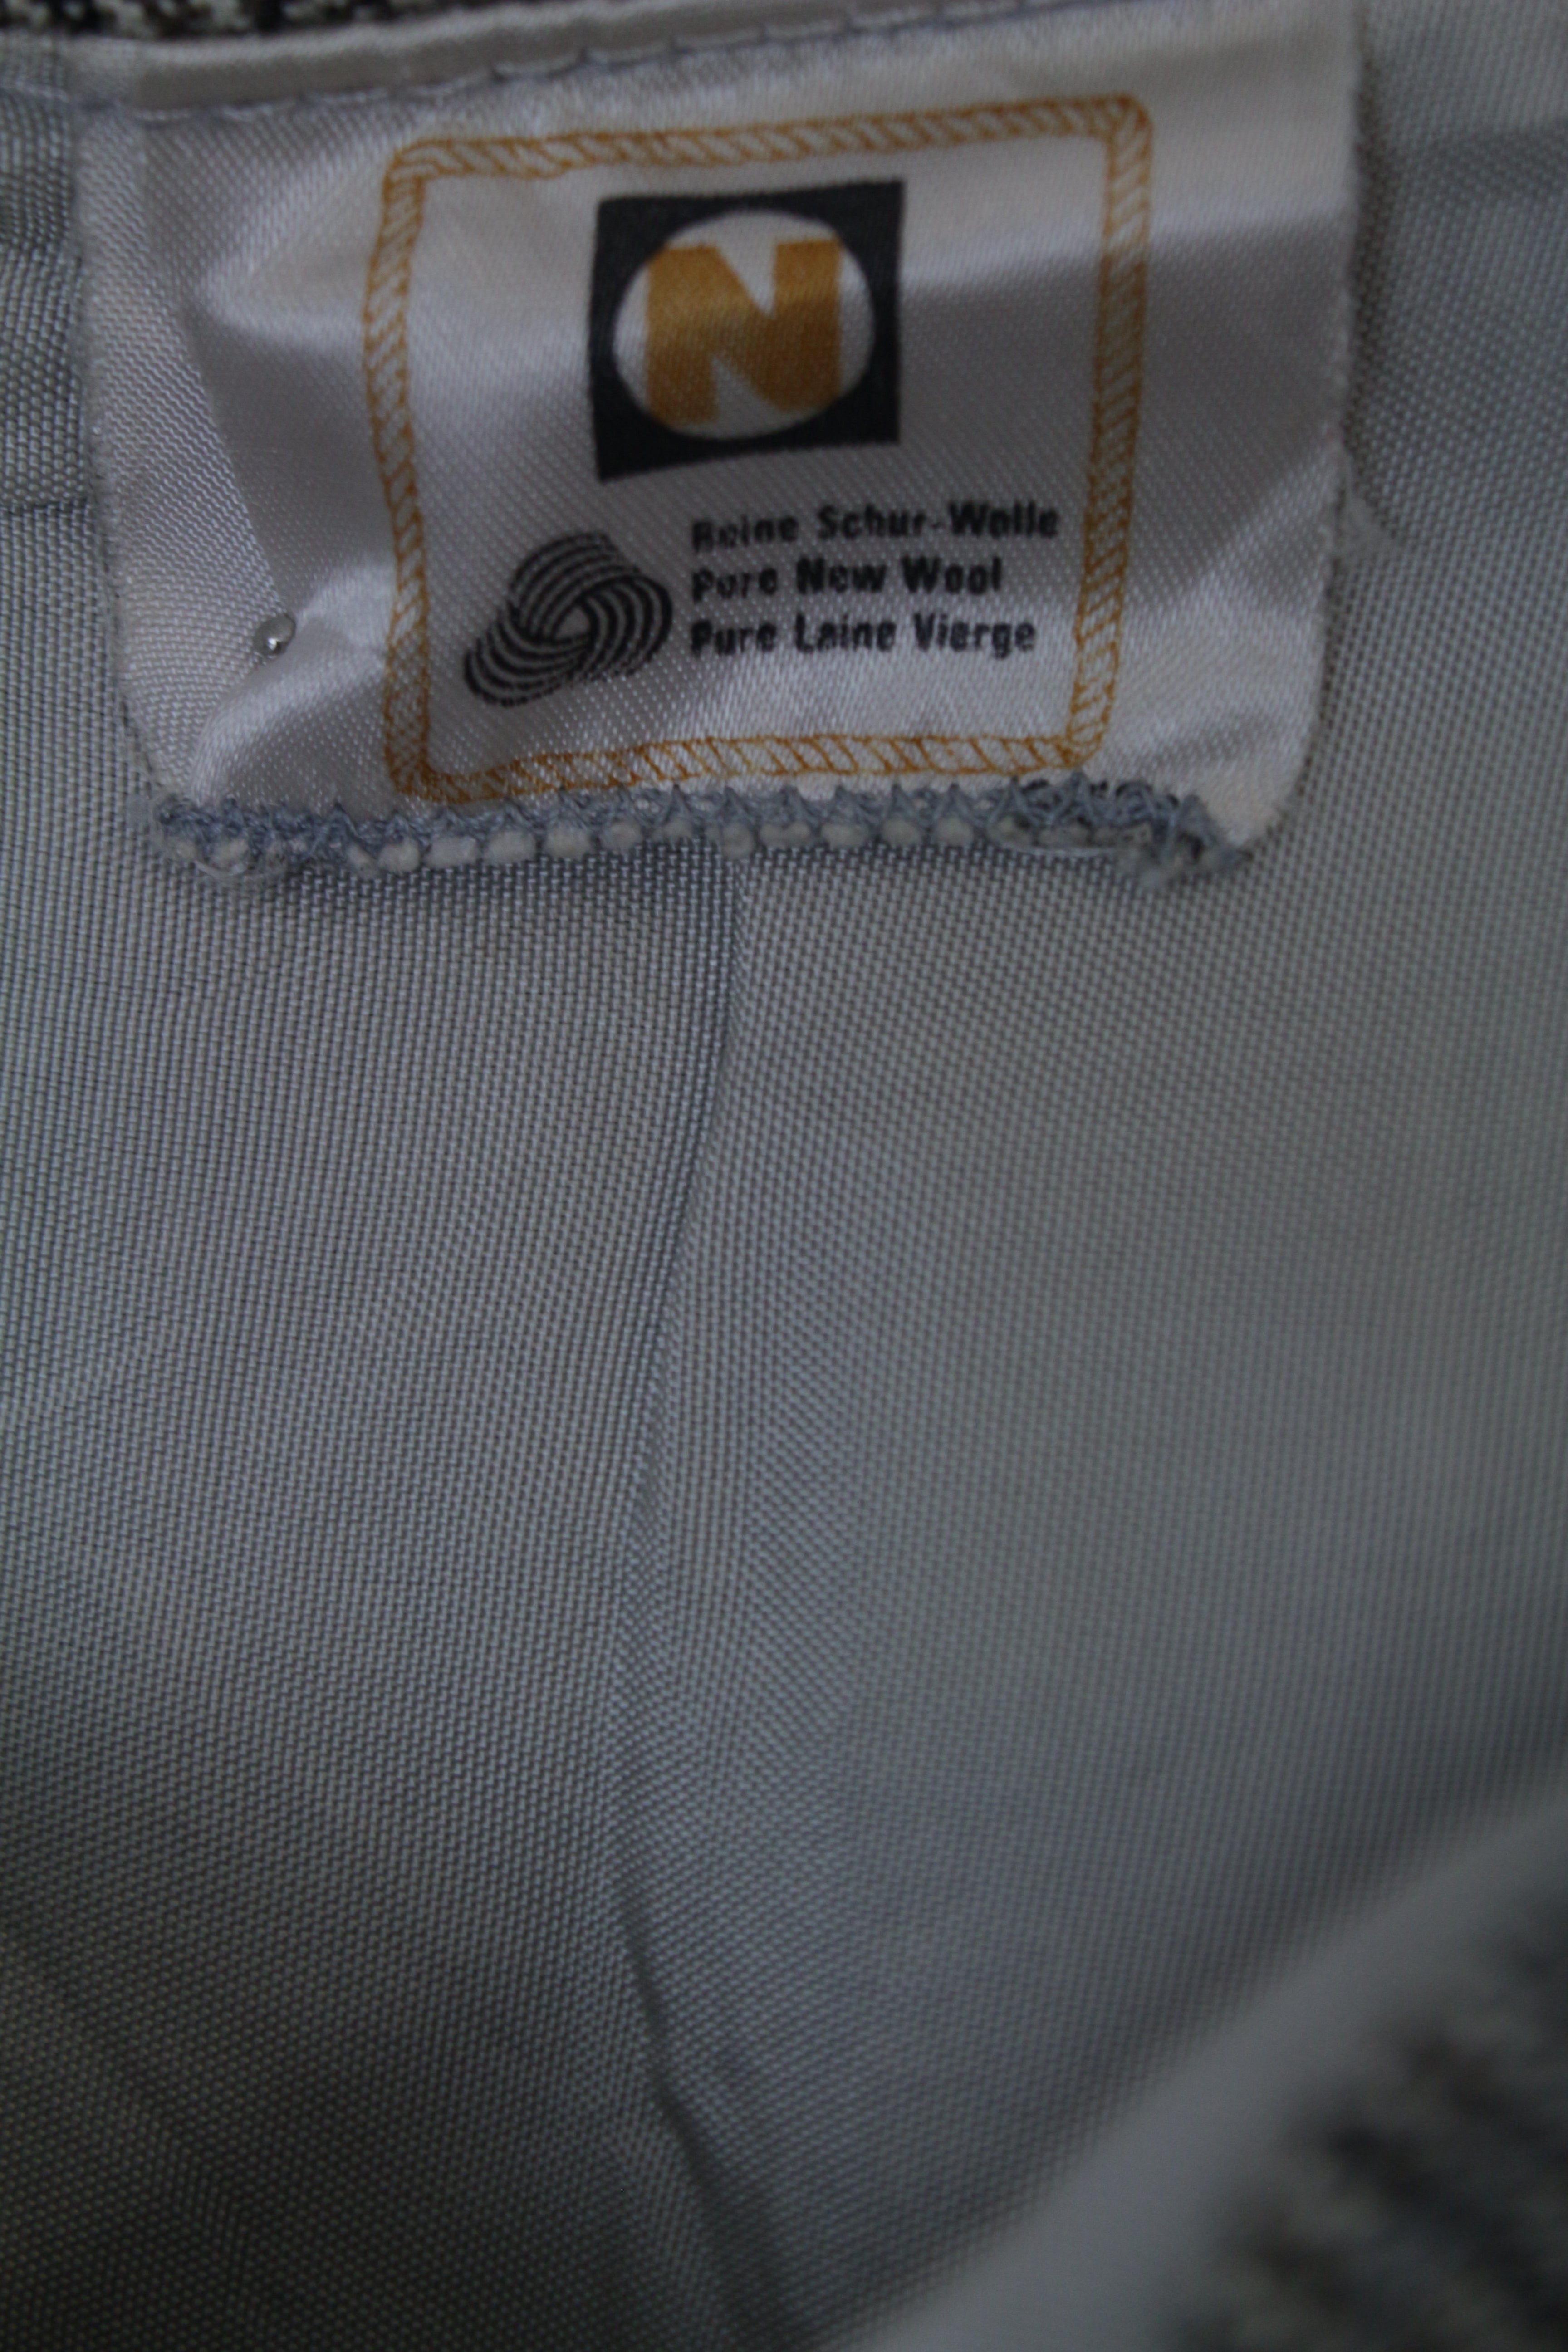 N
Reine Schur-Wolle
Pure New Wool
Pure Laine Vierge